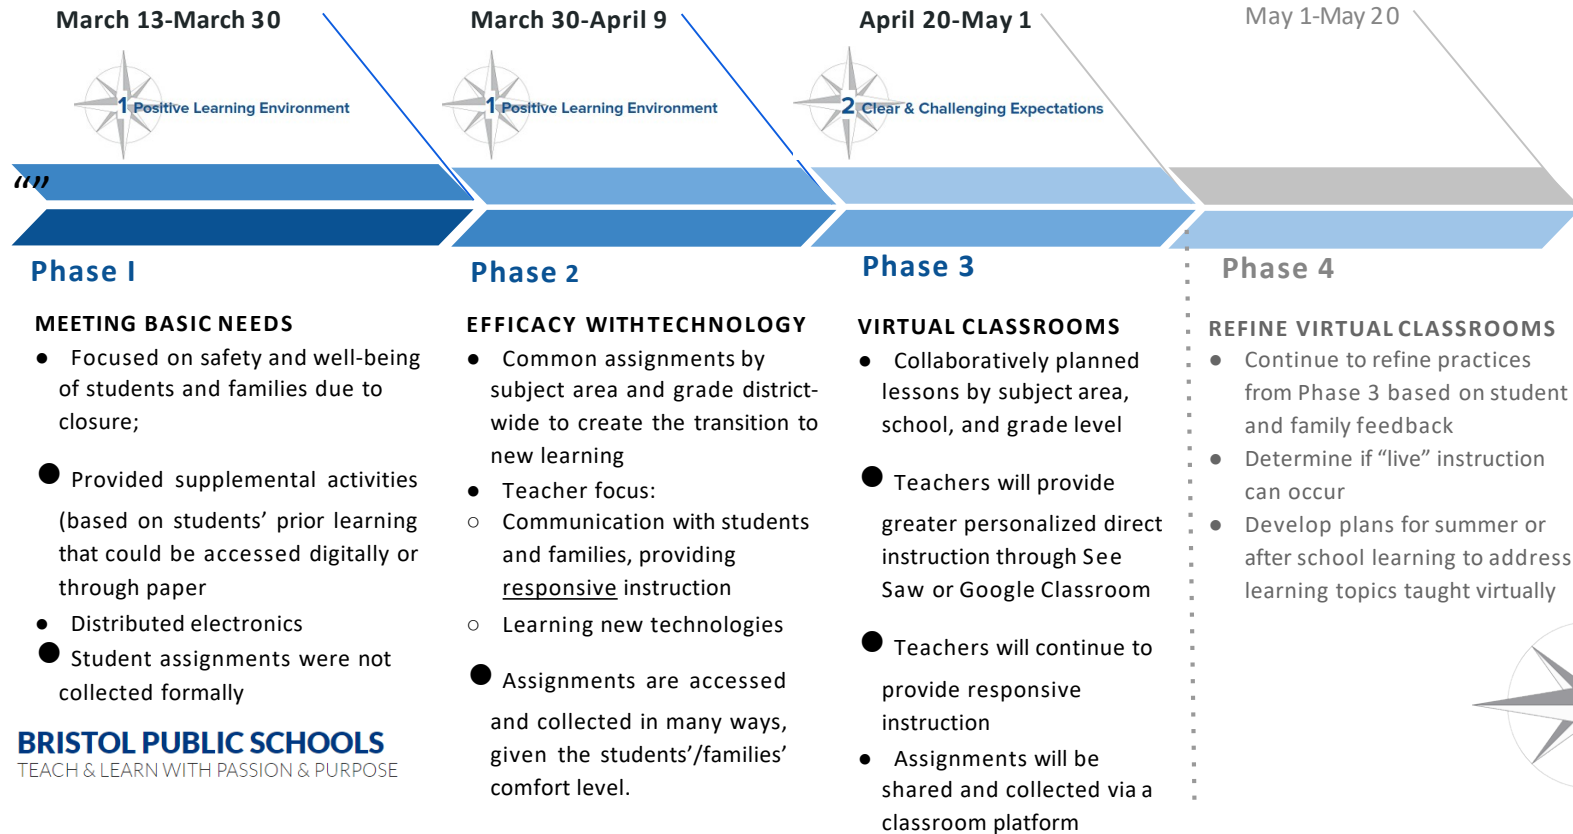 March 13-March 30
1 Positive Learning Environment
“”
Phase I
MEETING BASIC NEEDS
● Focused on safety and well-being
of students and families due to
closure;
● Provided supplemental activities
(based on students’ prior learning
that could be accessed digitally or
through paper
● Distributed electronics
● Student assignments were not
collected formally
BRISTOL PUBLIC SCHOOLS
TEACH & LEARN WITH PASSION & PURPOSE
March 30-April 9
1 Positive Learning Environment
Phase 2
EFFICACY WITH TECHNOLOGY
● Common assignments by
subject area and grade district-
wide to create the transition to
new learning
● Teacher focus:
○ Communication with students
and families, providing
responsive instruction
○ Learning new technologies
● Assignments are accessed
and collected in many ways,
given the students’/families’
comfort level.
April 20-May 1
2 Clear & Challenging Expectations
Phase 3
VIRTUAL CLASSROOMS
● Collaboratively planned
lessons by subject area,
school, and grade level
● Teachers will provide
greater personalized direct
instruction through See
Saw or Google Classroom
● Teachers will continue to
provide responsive
instruction
● Assignments will be
shared and collected via a
classroom platform
May 1-May 20
Phase 4
REFINE VIRTUAL CLASSROOMS
● Continue to refine practices
from Phase 3 based on student
and family feedback
● Determine if “live” instruction
can occur
● Develop plans for summer or
after school learning to address
learning topics taught virtually